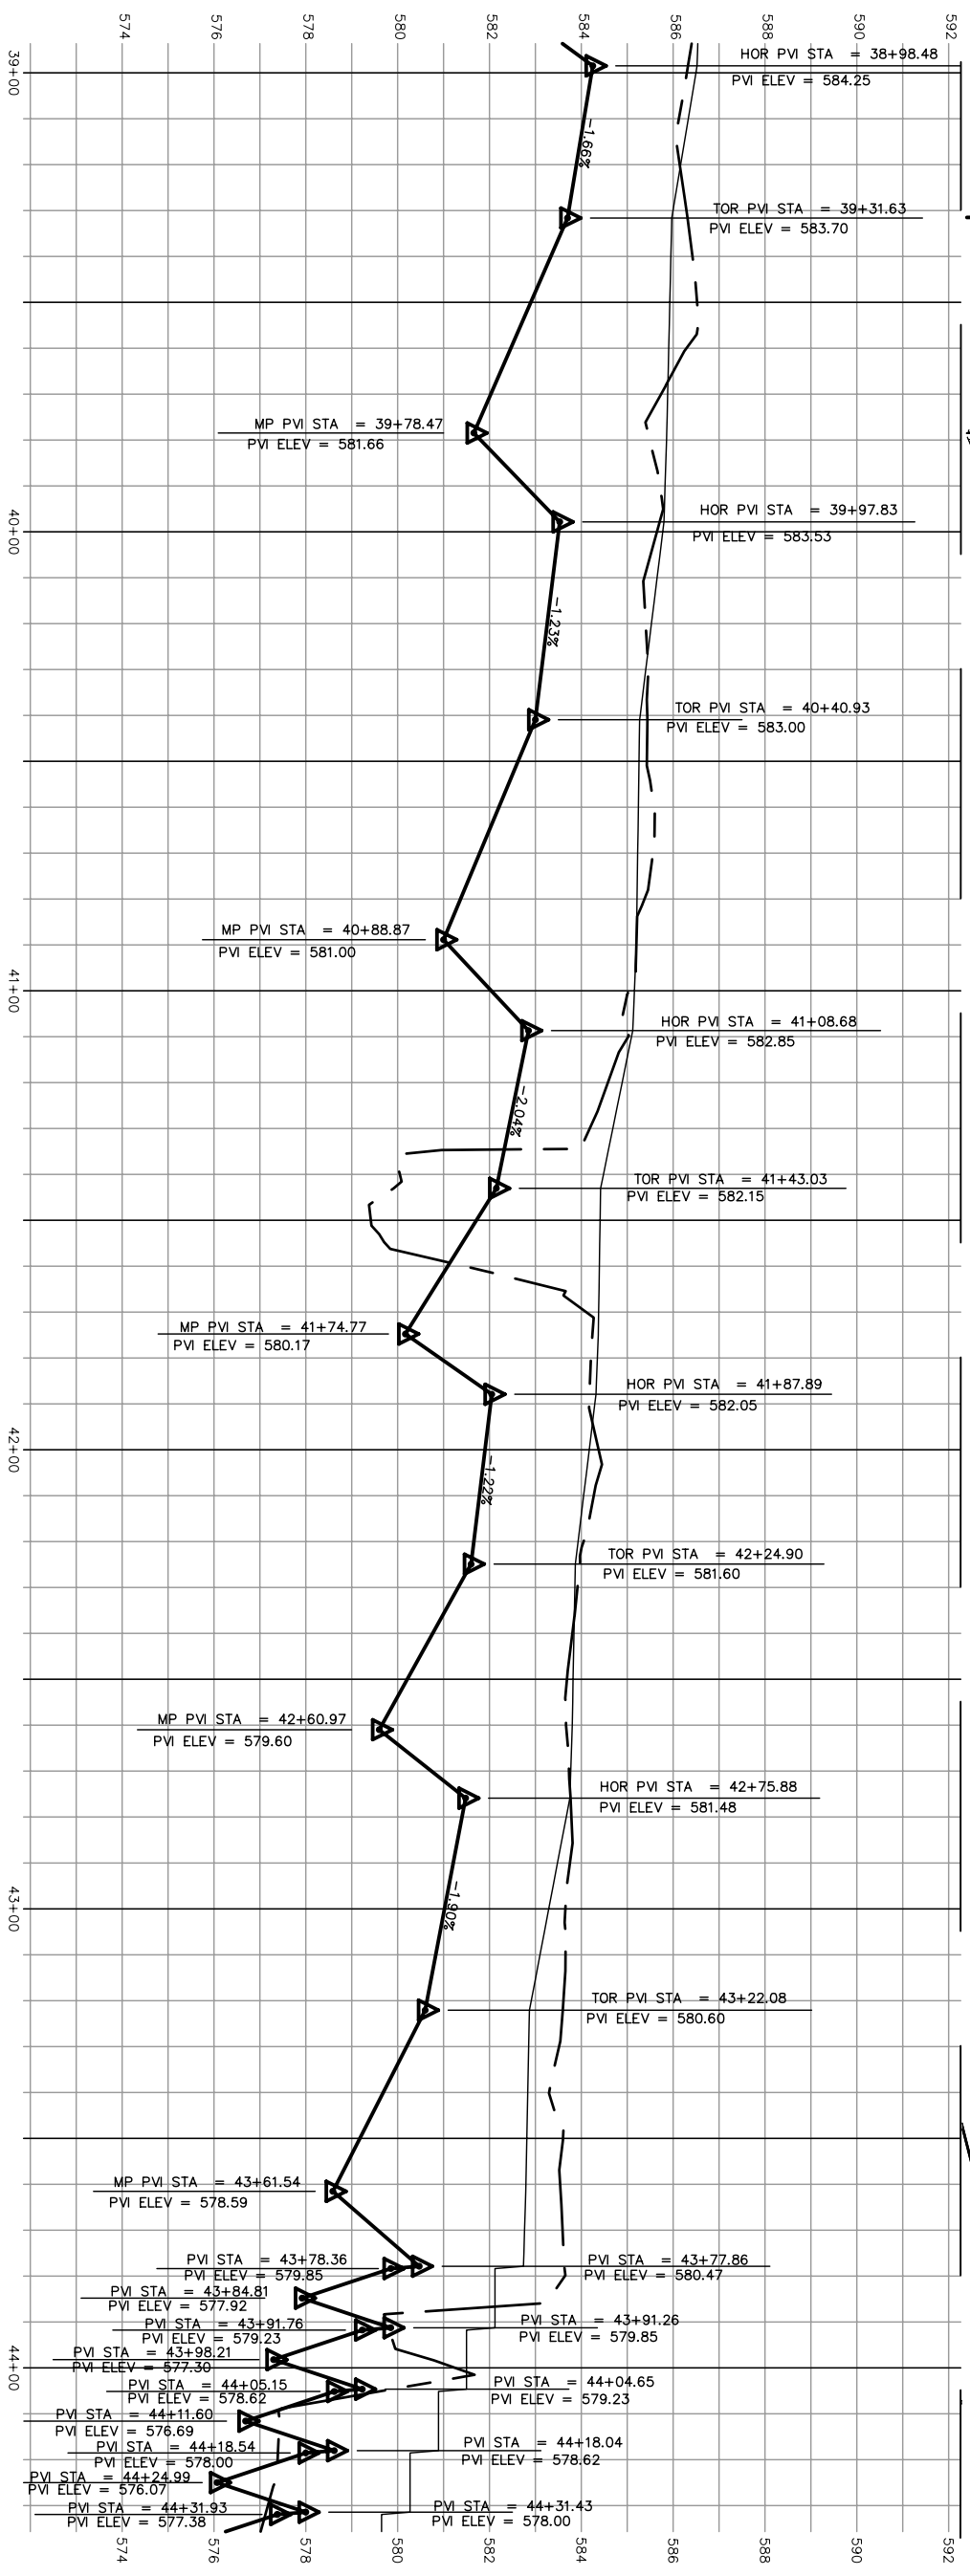 574 576 578 580 582 584 586 588 590 592
39+00
HOR PVI STA = 38+98.48
PVI ELEV = 584.25
-1.66%
TOR PVI STA = 39+31.63
PVI ELEV = 583.70
MP PVI STA = 39+78.47
PVI ELEV = 581.66
HOR PVI STA = 39+97.83
PVI ELEV = 583.53
40+00
-1.23%
TOR PVI STA = 40+40.93
PVI ELEV = 583.00
MP PVI STA = 40+88.87
PVI ELEV = 581.00
41+00
HOR PVI STA = 41+08.68
PVI ELEV = 582.85
-2.04%
TOR PVI STA = 41+43.03
PVI ELEV = 582.15
MP PVI STA = 41+74.77
PVI ELEV = 580.17
HOR PVI STA = 41+87.89
PVI ELEV = 582.05
42+00
-1.22%
TOR PVI STA = 42+24.90
PVI ELEV = 581.60
MP PVI STA = 42+60.97
PVI ELEV = 579.60
HOR PVI STA = 42+75.88
PVI ELEV = 581.48
43+00
-1.90%
TOR PVI STA = 43+22.08
PVI ELEV = 580.60
MP PVI STA = 43+61.54
PVI ELEV = 578.59
PVI STA = 43+78.36
PVI ELEV = 579.85
PVI STA = 43+77.86
PVI ELEV = 580.47
PVI STA = 43+84.81
PVI ELEV = 577.92
PVI STA = 43+91.76
PVI ELEV = 579.23
PVI STA = 43+91.26
PVI ELEV = 579.85
PVI STA = 43+98.21
PVI ELEV = 577.30
44+00
PVI STA = 44+05.15
PVI ELEV = 578.62
PVI STA = 44+04.65
PVI ELEV = 579.23
PVI STA = 44+11.60
PVI ELEV = 576.69
PVI STA = 44+18.54
PVI ELEV = 578.00
PVI STA = 44+18.04
PVI ELEV = 578.62
PVI STA = 44+24.99
PVI ELEV = 576.07
PVI STA = 44+31.93
PVI ELEV = 577.38
PVI STA = 44+31.43
PVI ELEV = 578.00
574 576 578 580 582 584 586 588 590 592